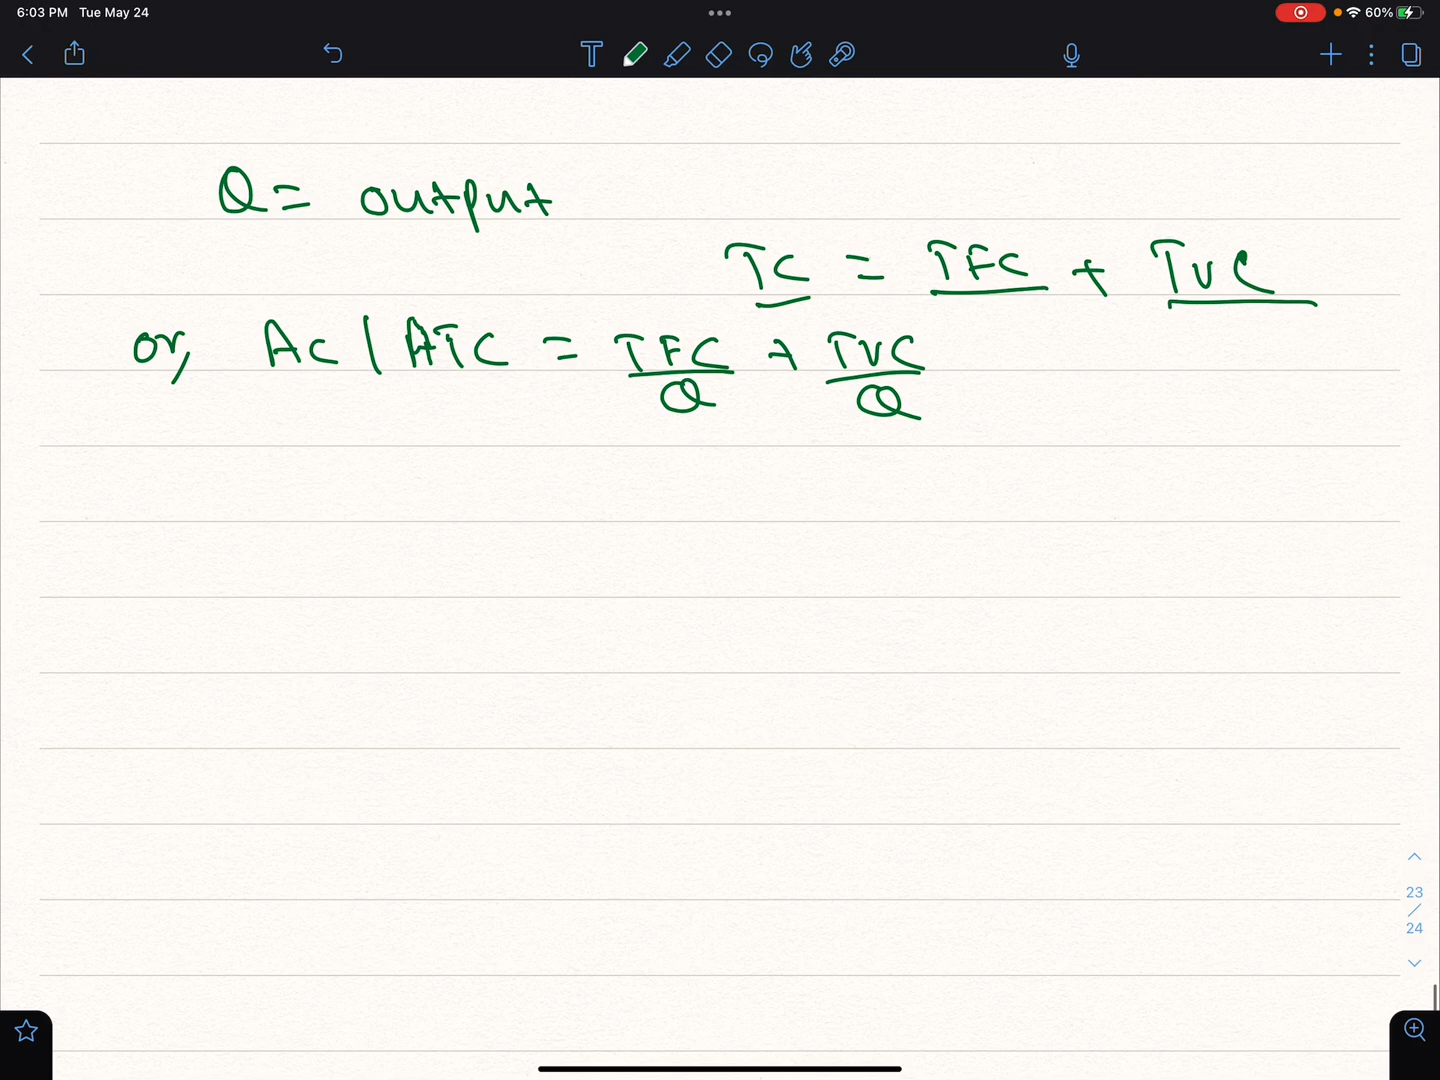 6:03 PM Tue May 24
60%
Q = output
TC = TFC + TVC
or, AC / ATC = TFC/Q + TVC/Q
23
/
24